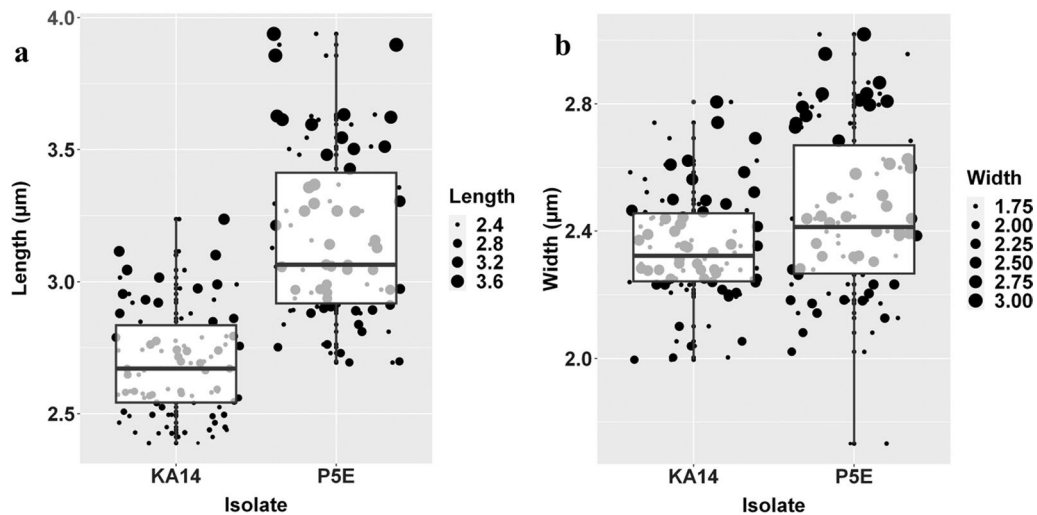 a
Length (µm)
4.0
3.5
3.0
2.5
KA14
P5E
Isolate
Length
2.4
2.8
3.2
3.6
b
Width (µm)
2.8
2.4
2.0
KA14
P5E
Isolate
Width
1.75
2.00
2.25
2.50
2.75
3.00